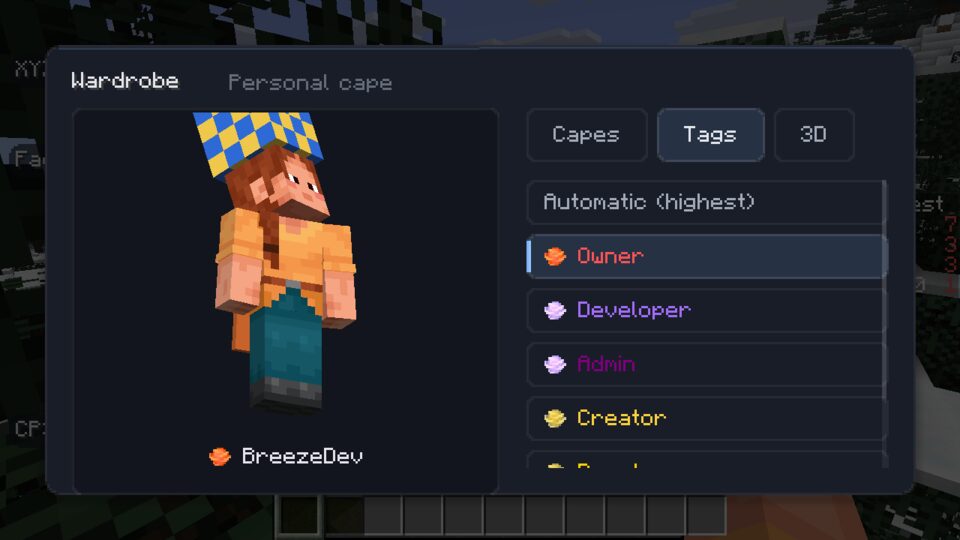 Wardrobe
Personal cape
Capes
Tags
3D
Automatic (highest)
Owner
Developer
Admin
Creator
BreezeDev